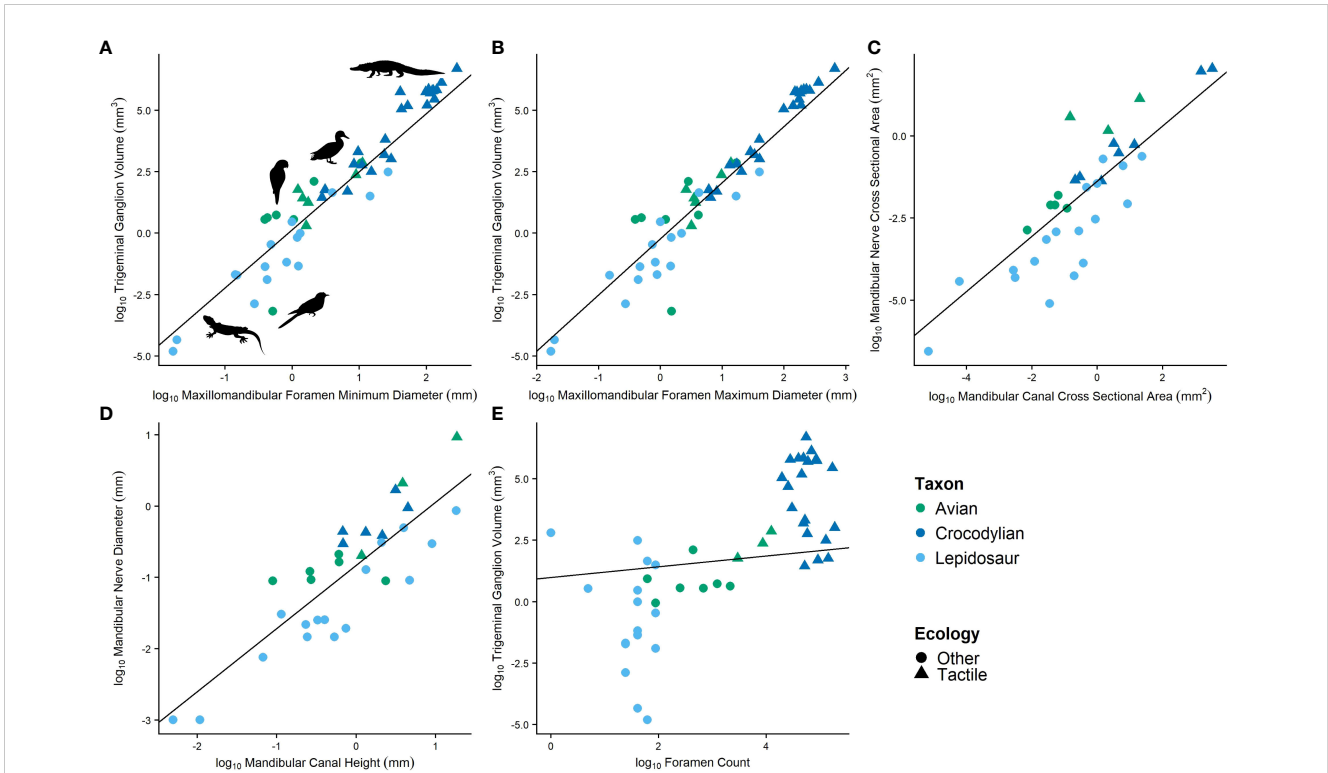 A
log10 Trigeminal Ganglion Volume (mm3)
5.0
2.5
0.0
-2.5
-5.0
-1
0
1
2
log10 Maxillomandibular Foramen Minimum Diameter (mm)
B
log10 Trigeminal Ganglion Volume (mm3)
5.0
2.5
0.0
-2.5
-5.0
-2
-1
0
1
2
3
log10 Maxillomandibular Foramen Maximum Diameter (mm)
C
log10 Mandibular Nerve Cross Sectional Area (mm2)
0.0
-2.5
-5.0
-4
-2
0
2
log10 Mandibular Canal Cross Sectional Area (mm2)
D
log10 Mandibular Nerve Diameter (mm)
1
0
-1
-2
-3
-2
-1
0
1
log10 Mandibular Canal Height (mm)
E
log10 Trigeminal Ganglion Volume (mm3)
5.0
2.5
0.0
-2.5
-5.0
0
2
4
log10 Foramen Count
Taxon
Avian
Crocodylian
Lepidosaur
Ecology
Other
Tactile